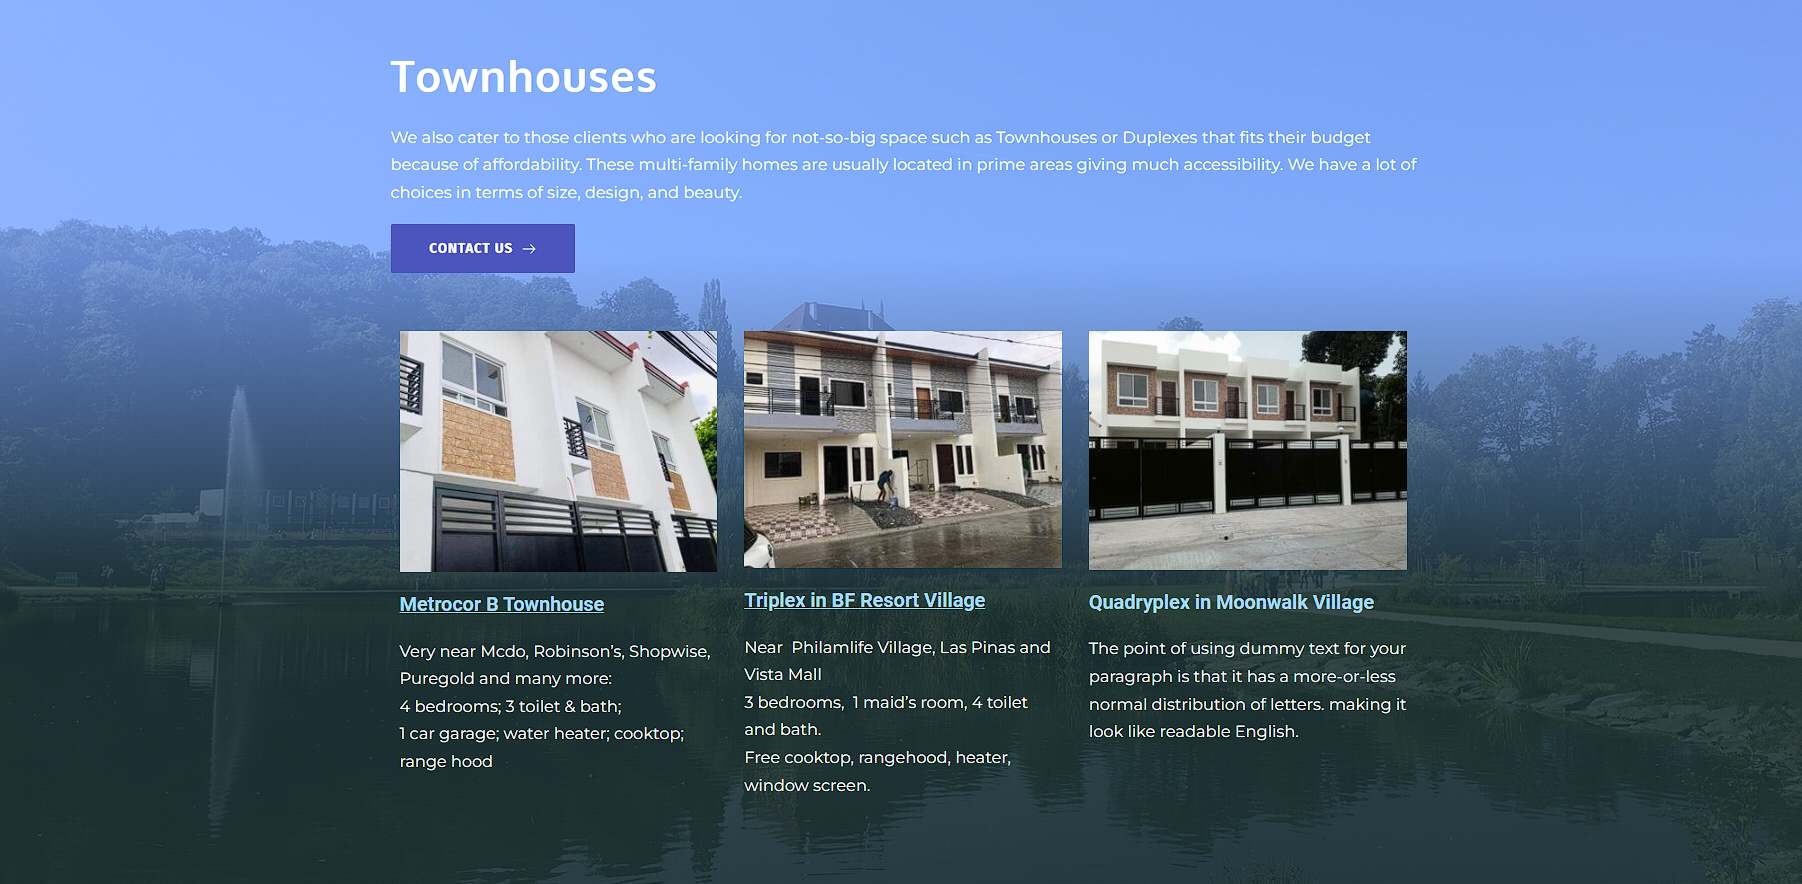 Townhouses
We also cater to those clients who are looking for not-so-big space such as Townhouses or Duplexes that fits their budget
because of affordability. These multi-family homes are usually located in prime areas giving much accessibility. We have a lot of
choices in terms of size, design, and beauty.
CONTACT US →
Metrocor B Townhouse
Very near Mcdo, Robinson’s, Shopwise,
Puregold and many more:
4 bedrooms; 3 toilet & bath;
1 car garage; water heater; cooktop;
range hood
Triplex in BF Resort Village
Near  Philamlife Village, Las Pinas and
Vista Mall
3 bedrooms,  1 maid’s room, 4 toilet
and bath.
Free cooktop, rangehood, heater,
window screen.
Quadryplex in Moonwalk Village
The point of using dummy text for your
paragraph is that it has a more-or-less
normal distribution of letters. making it
look like readable English.